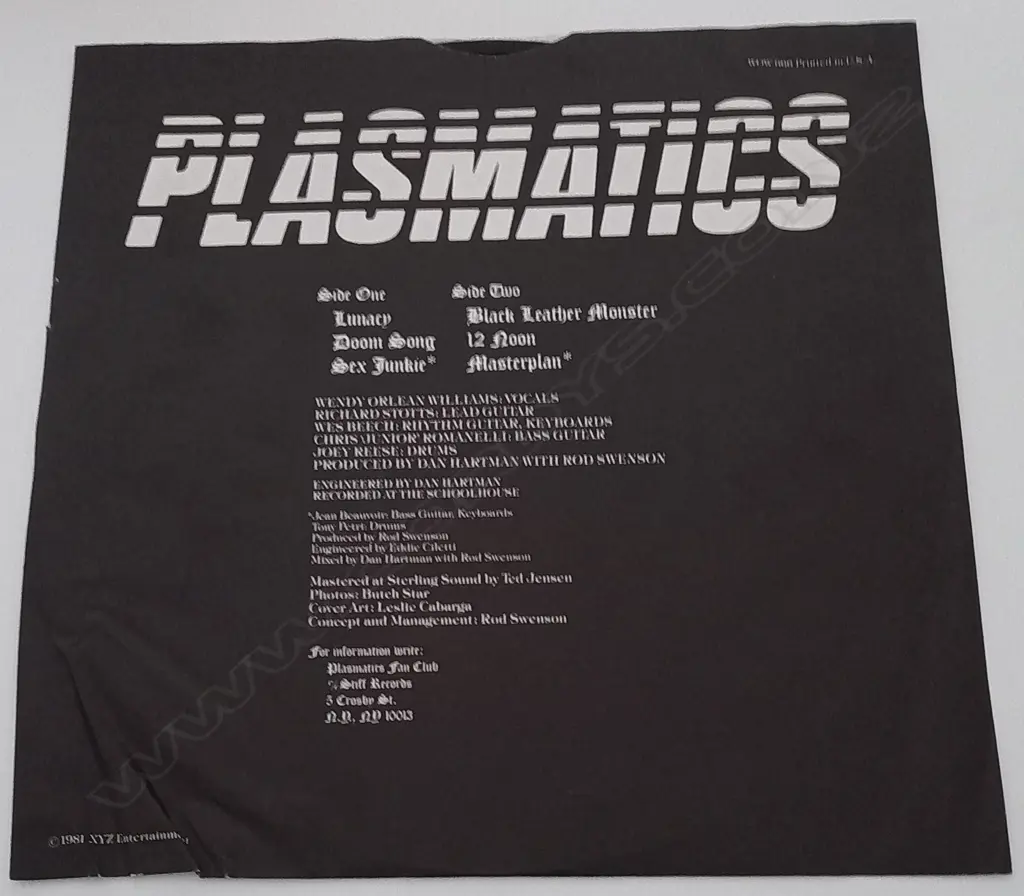 WOW 666 Printed in U.S.A.
PLASMATICS
Side One
Lunacy
Doom Song
Sex Junkie*
Side Two
Black Leather Monster
12 Noon
Masterplan*
WENDY ORLEAN WILLIAMS: VOCALS
RICHARD STOTTS: LEAD GUITAR
WES BEECH: RHYTHM GUITAR, KEYBOARDS
CHRIS 'JUNIOR' ROMANELLI: BASS GUITAR
JOEY REESE: DRUMS
PRODUCED BY DAN HARTMAN WITH ROD SWENSON
ENGINEERED BY DAN HARTMAN
RECORDED AT THE SCHOOLHOUSE
*Jean Beauvoir: Bass Guitar, Keyboards
Tony Petri: Drums
Produced by Rod Swenson
Engineered by Eddie Ciletti
Mixed by Dan Hartman with Rod Swenson
Mastered at Sterling Sound by Ted Jensen
Photos: Butch Star
Cover Art: Leslie Cabarga
Concept and Management: Rod Swenson
For information write:
Plasmatics Fan Club
℅ Stiff Records
5 Crosby St.
N.Y., NY 10013
© 1981 XYZ